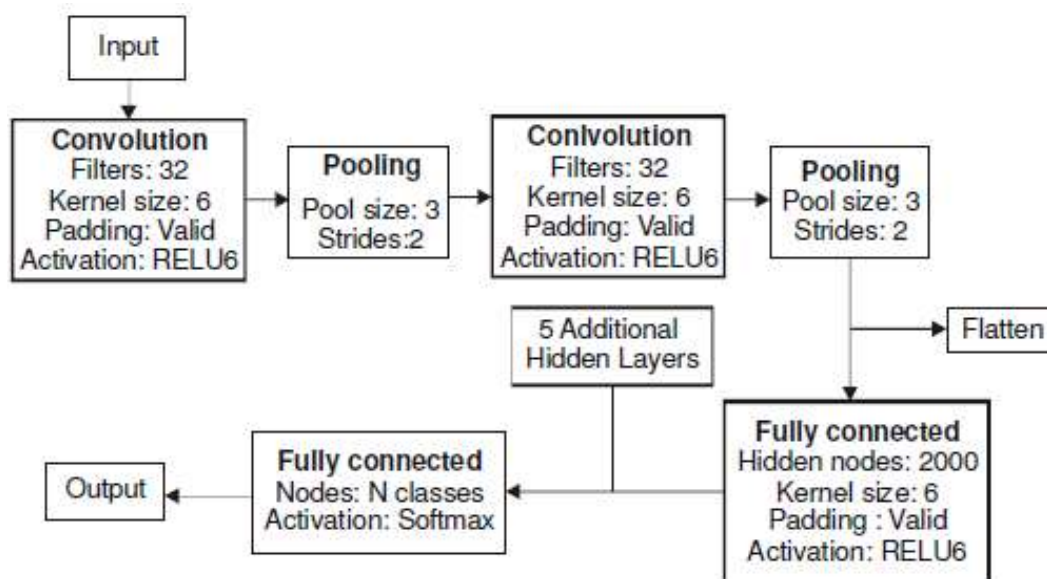 Input
Convolution
Filters: 32
Kernel size: 6
Padding: Valid
Activation: RELU6
Pooling
Pool size: 3
Strides:2
Conlvolution
Filters: 32
Kernel size: 6
Padding: Valid
Activation: RELU6
Pooling
Pool size: 3
Strides: 2
Flatten
5 Additional
Hidden Layers
Fully connected
Hidden nodes: 2000
Kernel size: 6
Padding : Valid
Activation: RELU6
Fully connected
Nodes: N classes
Activation: Softmax
Output